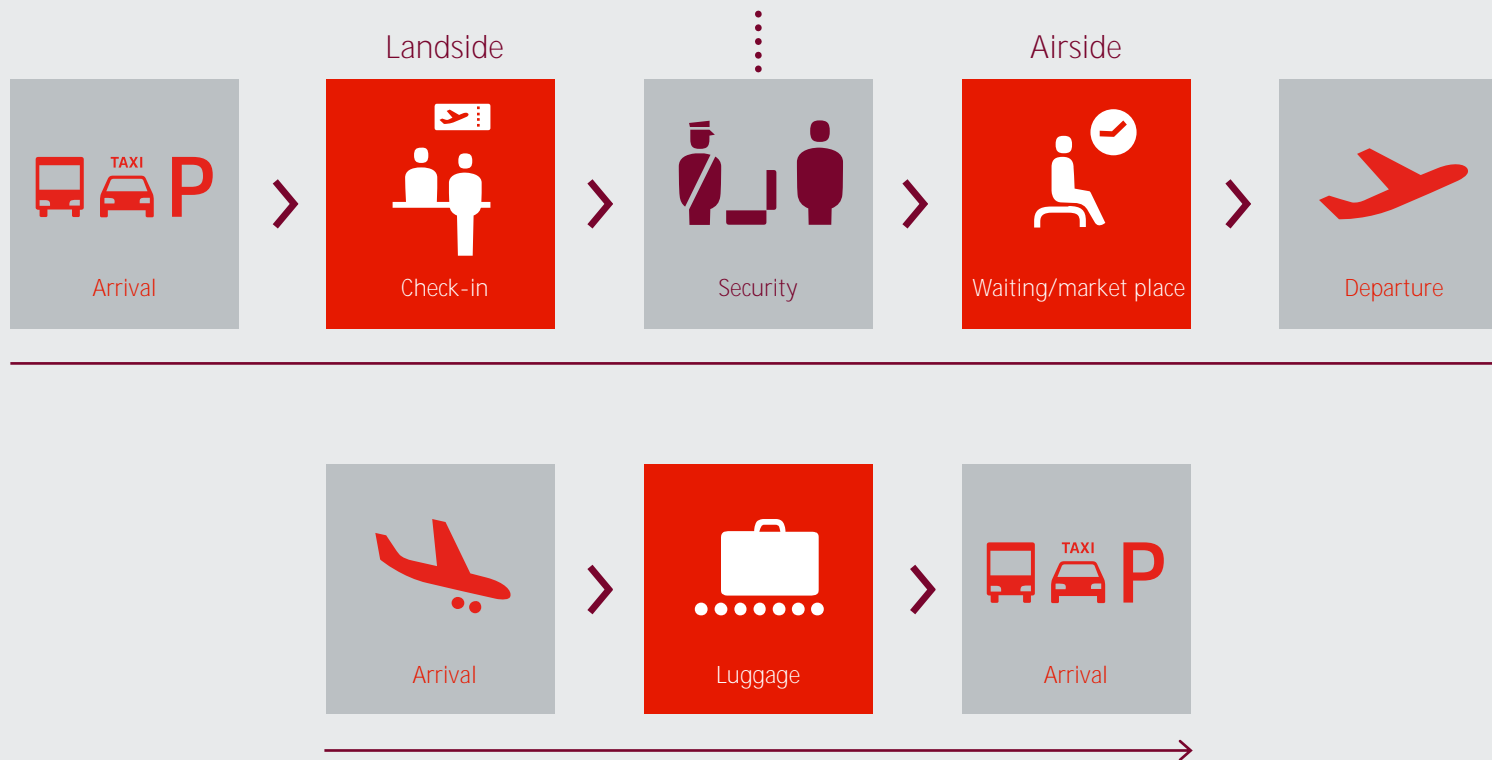 Landside
Airside
TAXI
P
Arrival
Check-in
Security
Waiting/market place
Departure
TAXI
P
Arrival
Luggage
Arrival